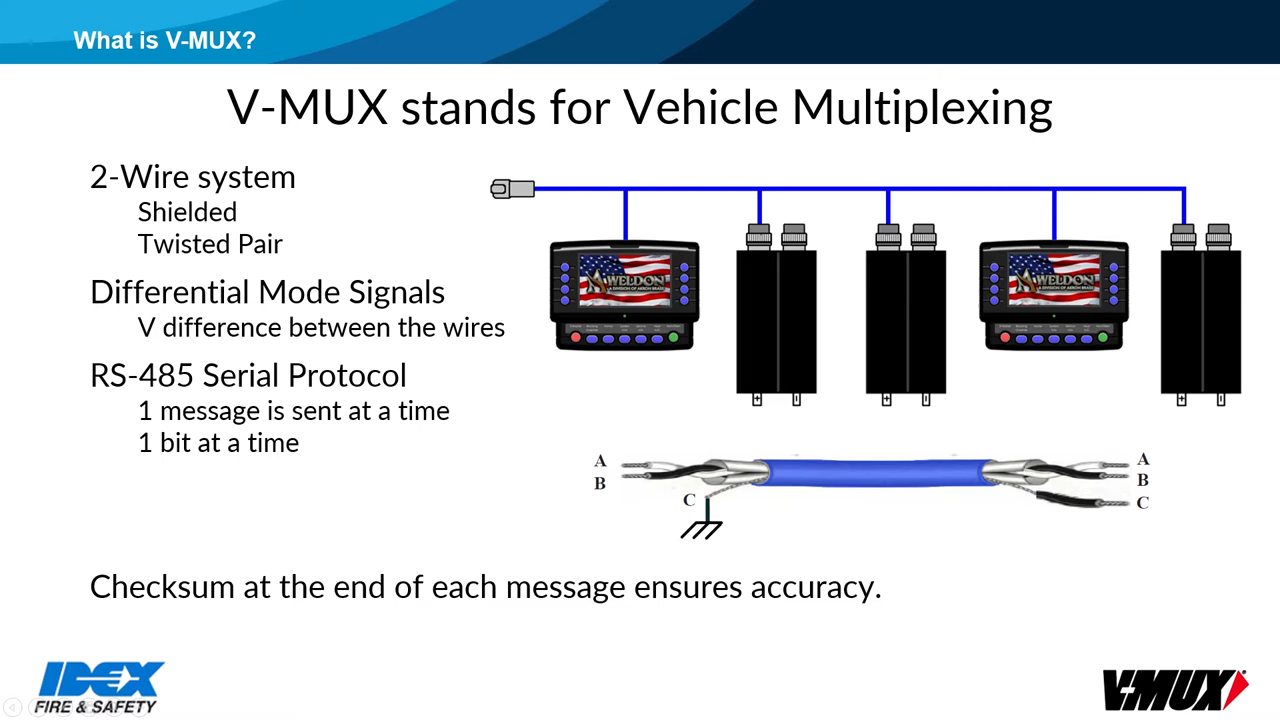 What is V-MUX?
V-MUX stands for Vehicle Multiplexing
2-Wire system
Shielded
Twisted Pair
Differential Mode Signals
V difference between the wires
RS-485 Serial Protocol
1 message is sent at a time
1 bit at a time
WELDON
WELDON
+
+
+
A
B
C
A
B
C
Checksum at the end of each message ensures accuracy.
IDEX
FIRE & SAFETY
V-MUX